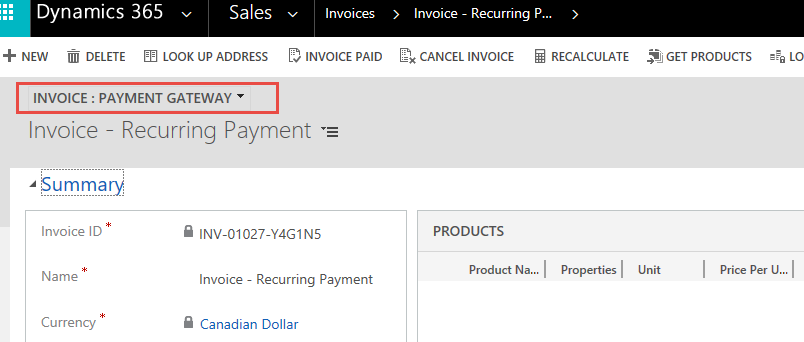 Dynamics 365 Sales Invoices Invoice - Recurring P...
NEW DELETE LOOK UP ADDRESS INVOICE PAID CANCEL INVOICE RECALCULATE GET PRODUCTS LO
INVOICE : PAYMENT GATEWAY
Invoice - Recurring Payment
Summary
Invoice ID * INV-01027-Y4G1N5
PRODUCTS
Product Na... Properties Unit Price Per U...
Name * Invoice - Recurring Payment
Currency * Canadian Dollar